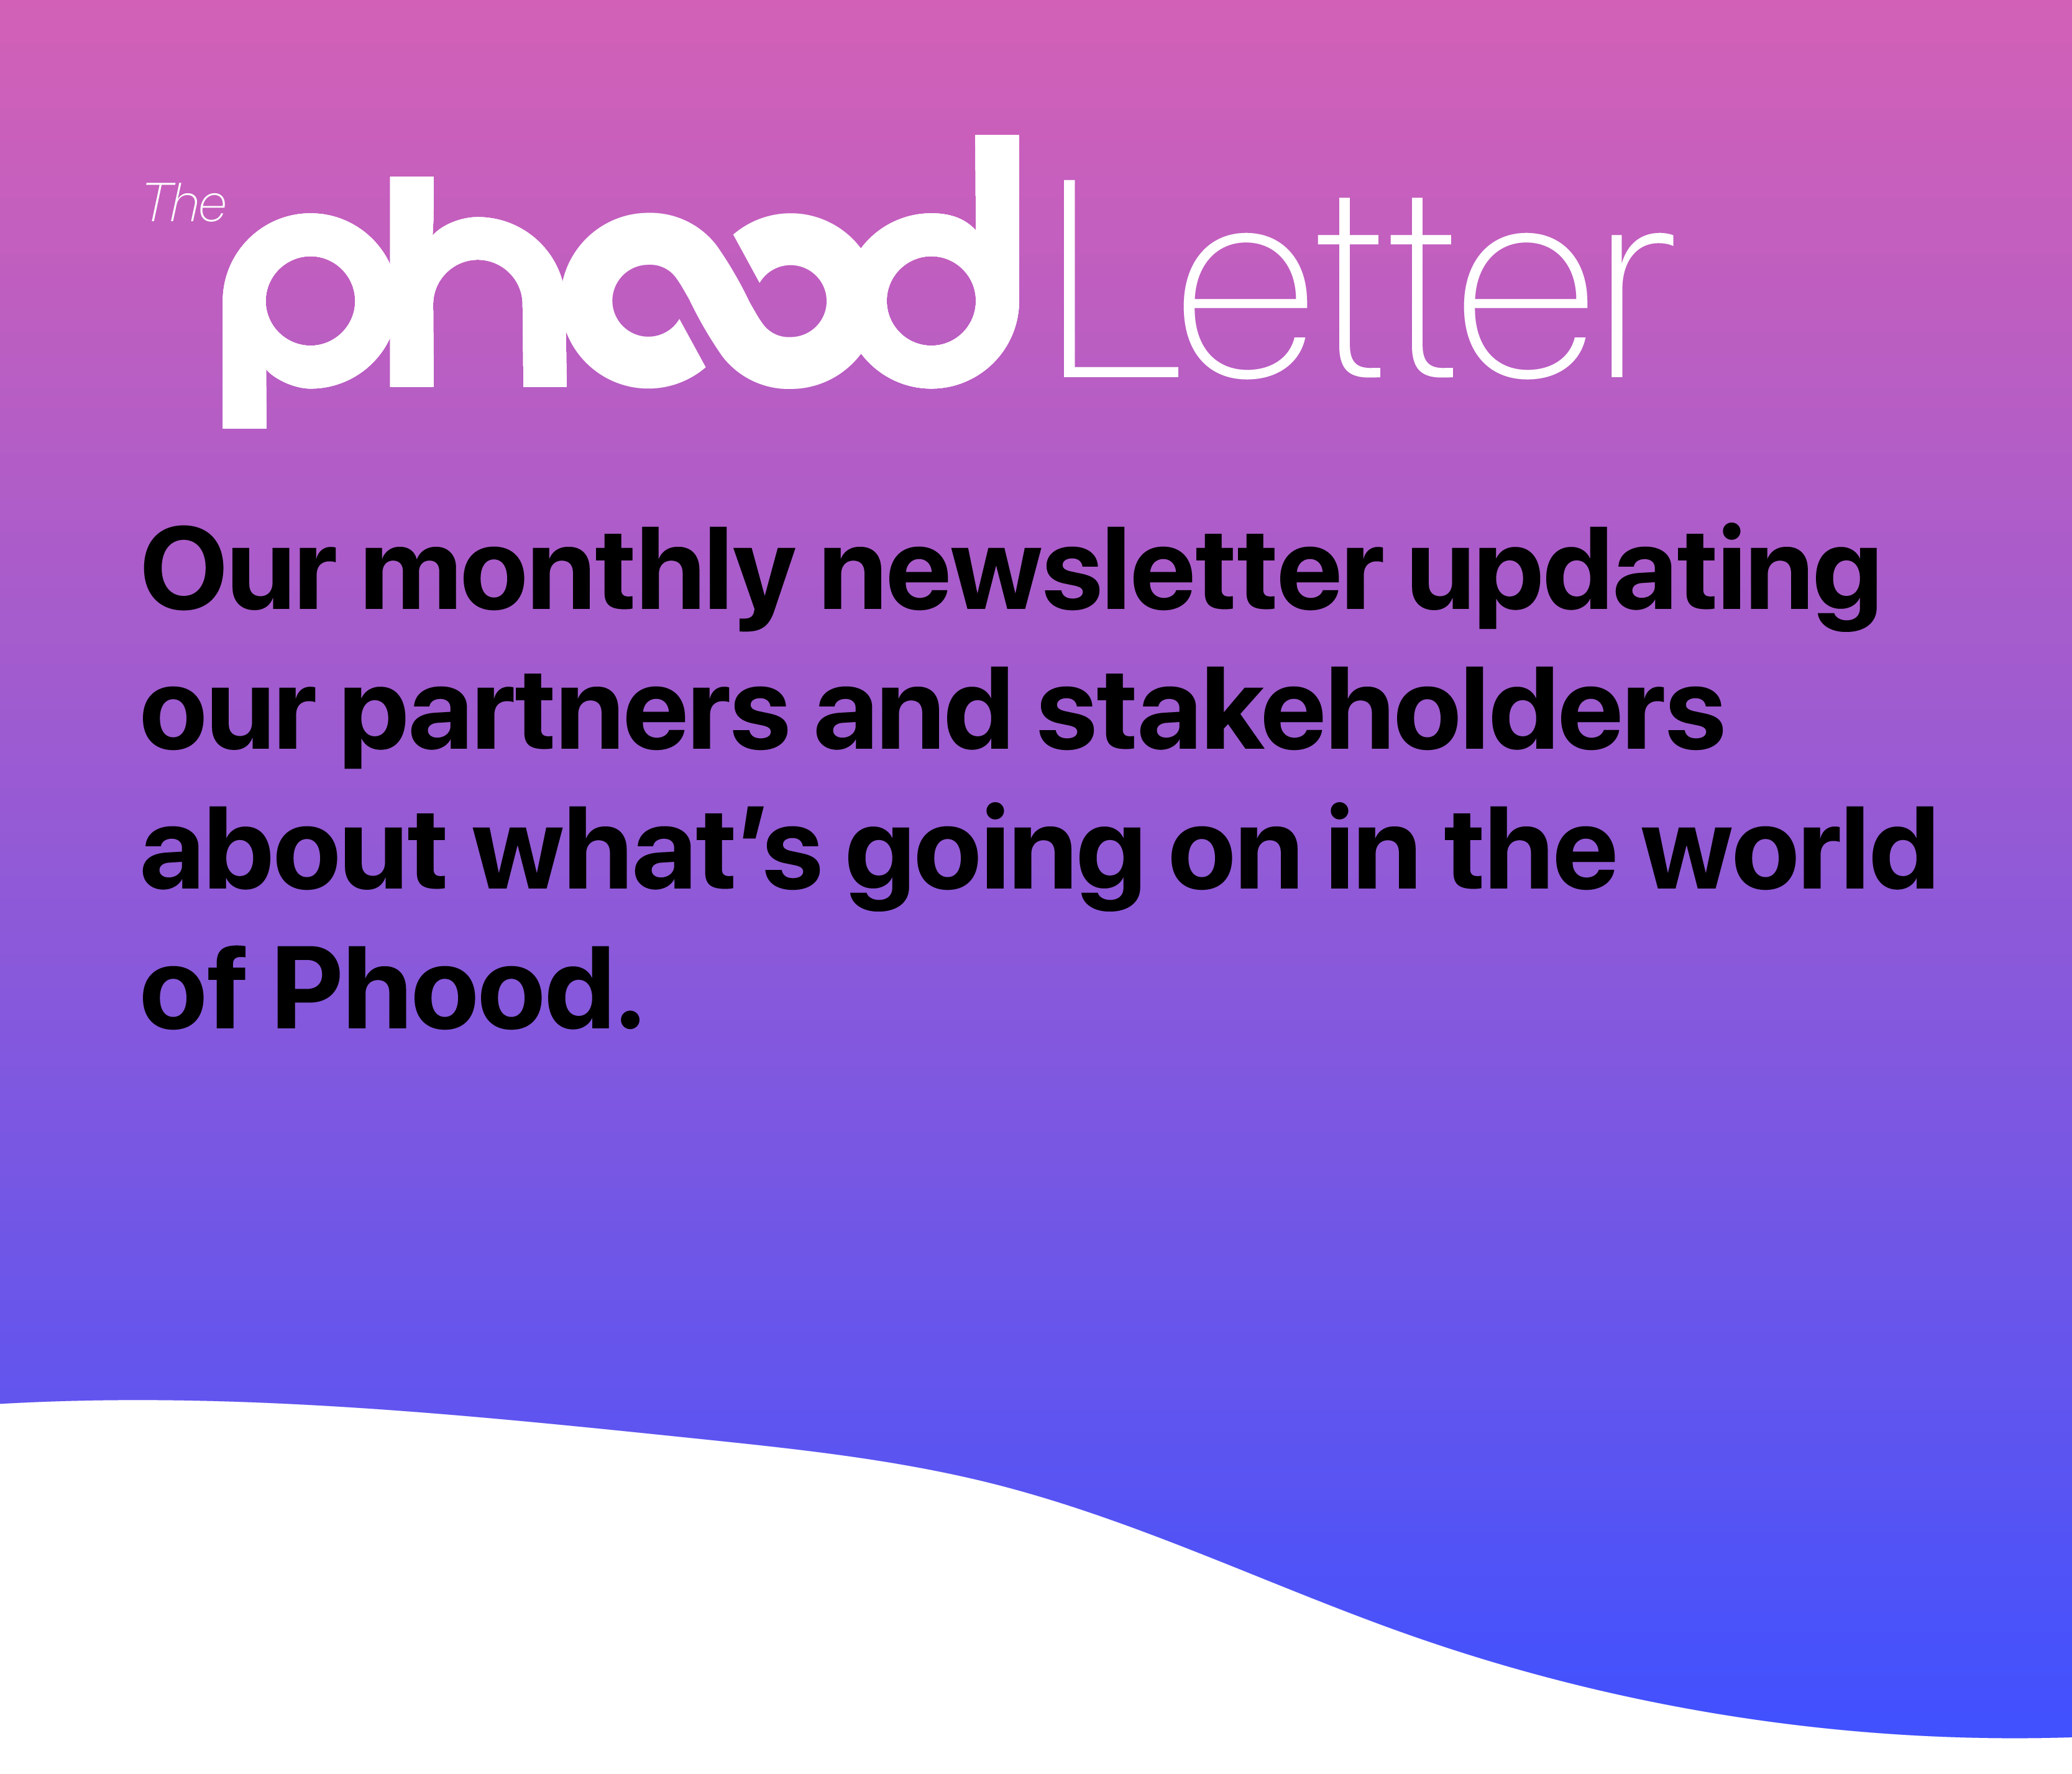 The phood Letter
Our monthly newsletter updating
our partners and stakeholders
about what's going on in the world
of Phood.